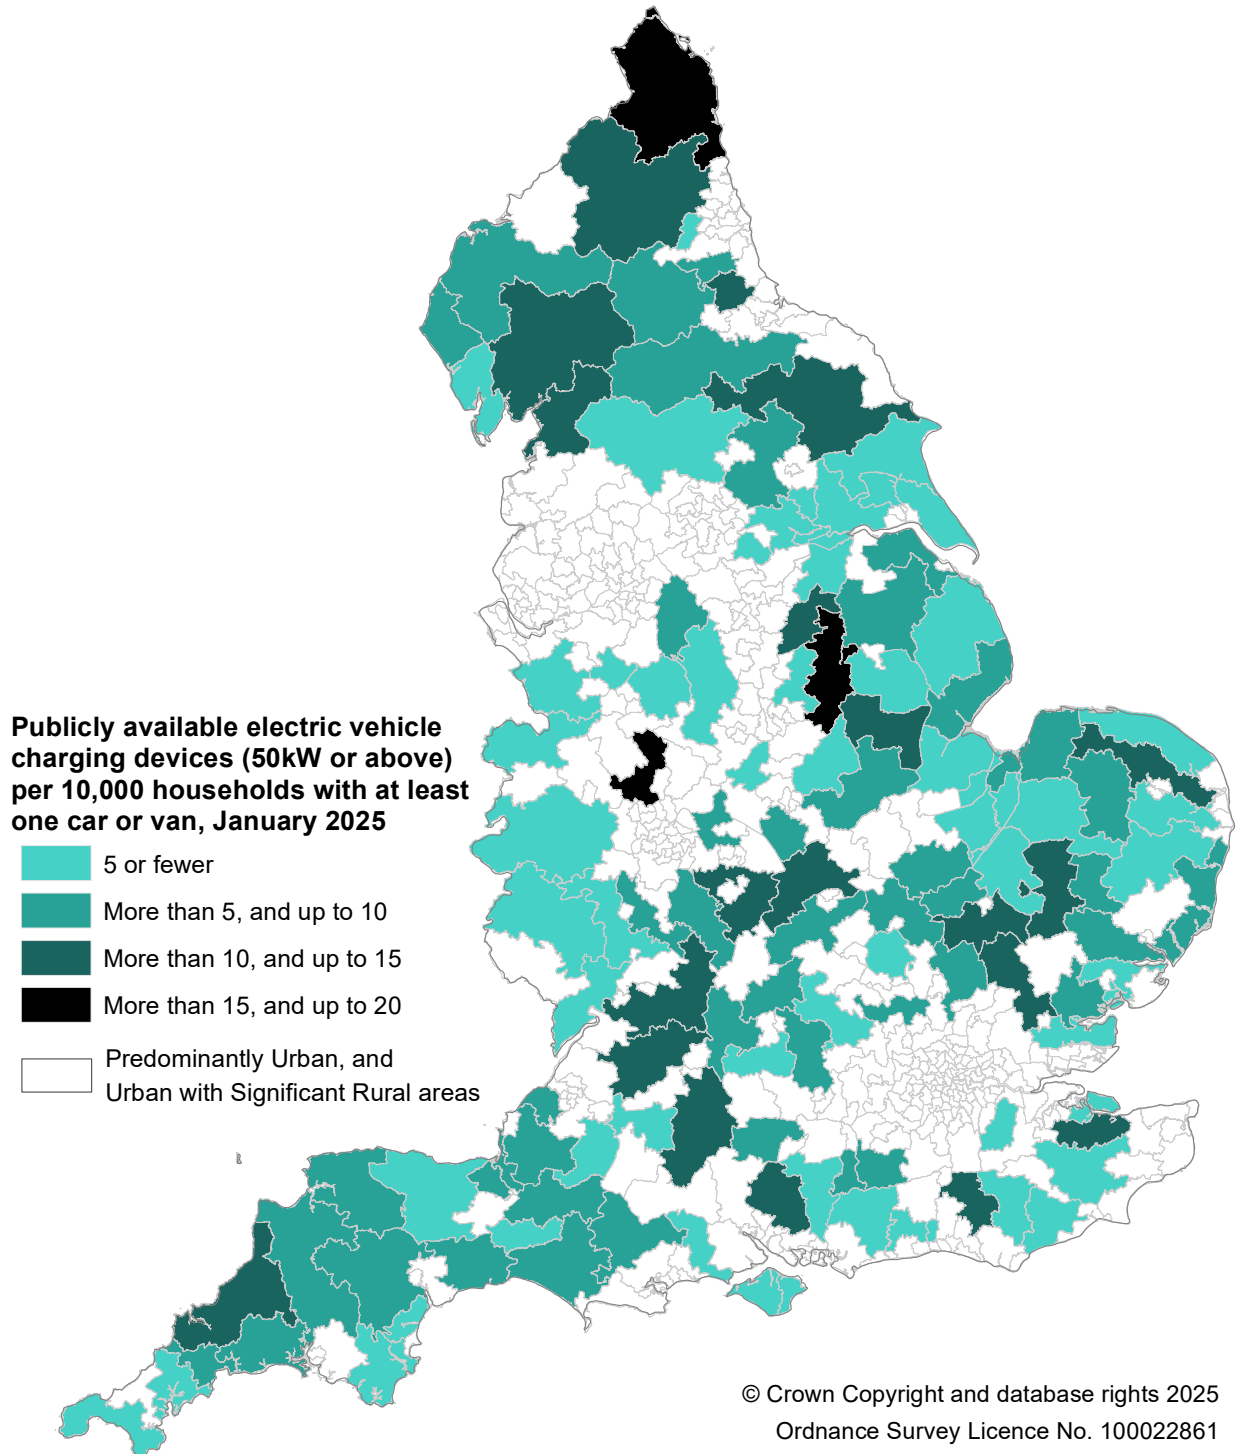 Publicly available electric vehicle
charging devices (50kW or above)
per 10,000 households with at least
one car or van, January 2025
5 or fewer
More than 5, and up to 10
More than 10, and up to 15
More than 15, and up to 20
Predominantly Urban, and
Urban with Significant Rural areas
© Crown Copyright and database rights 2025
Ordnance Survey Licence No. 100022861